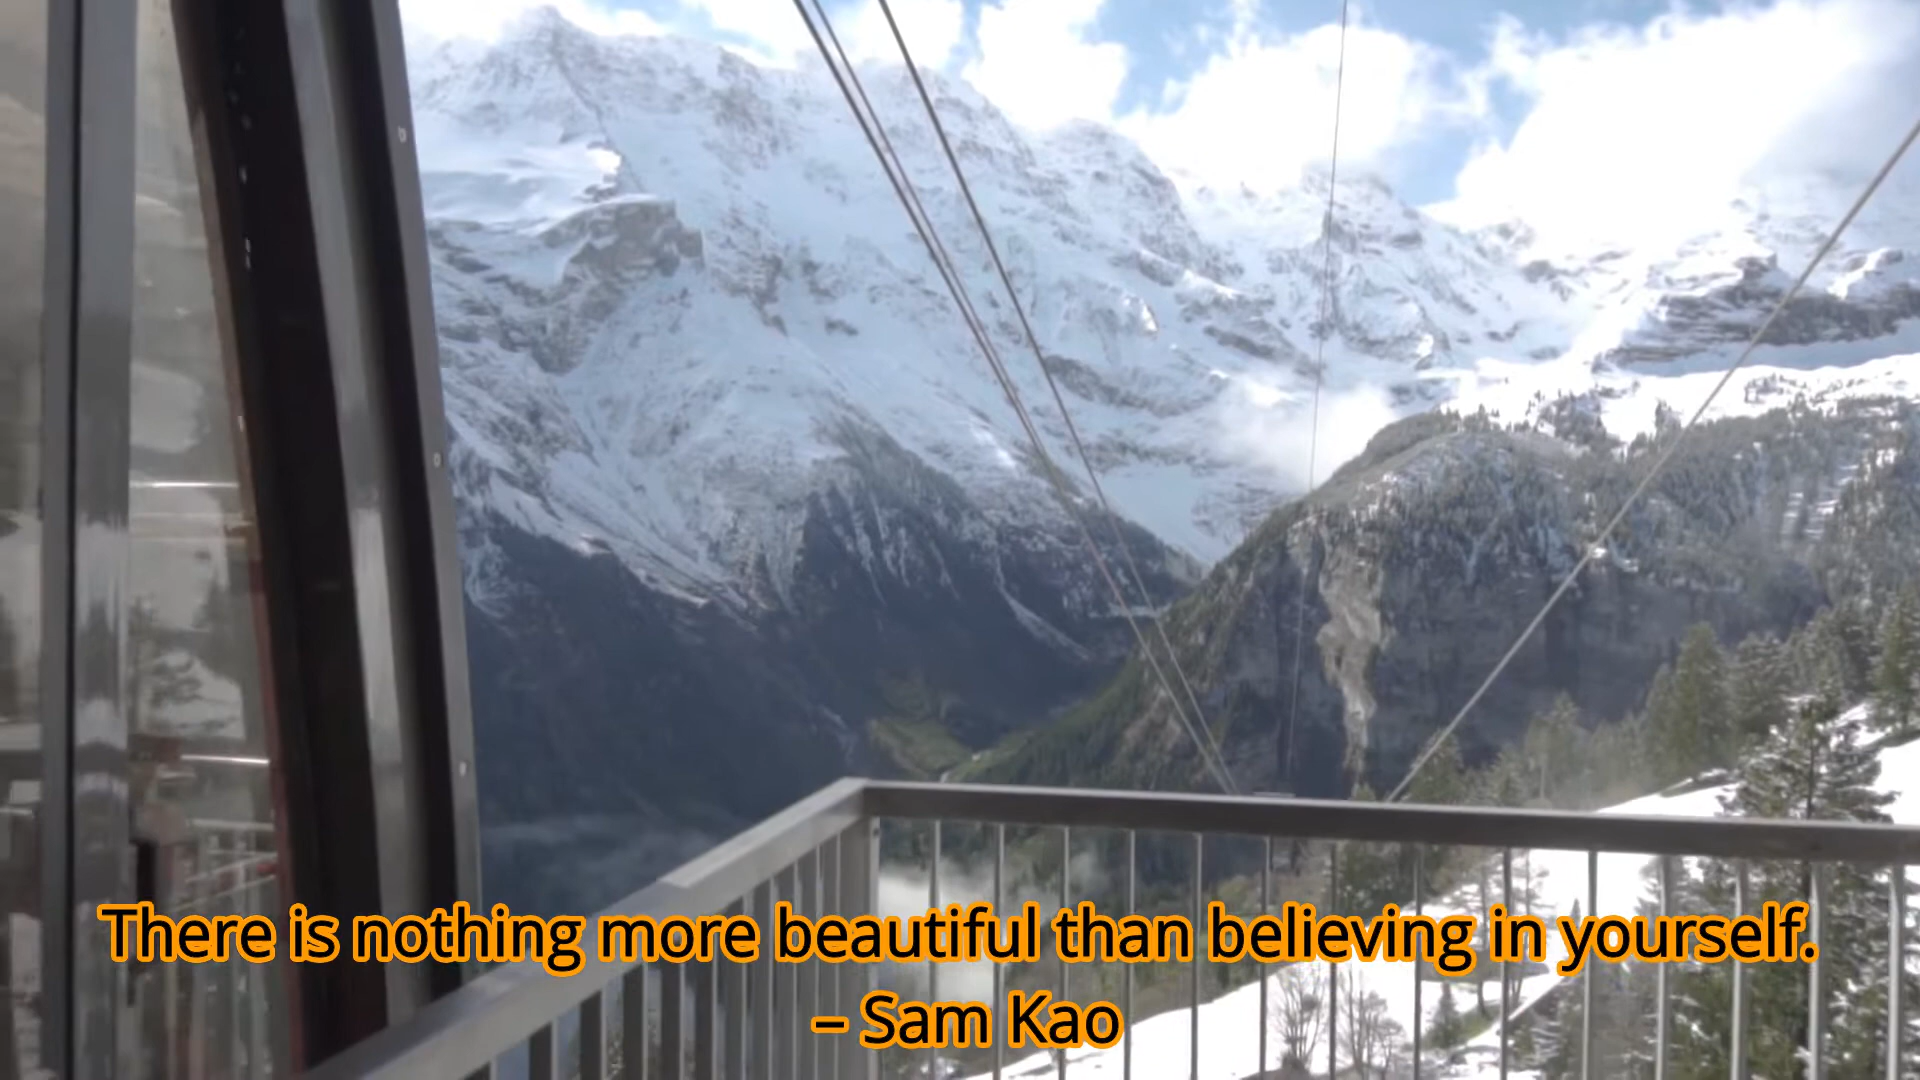 There is nothing more beautiful than believing in yourself.
– Sam Kao